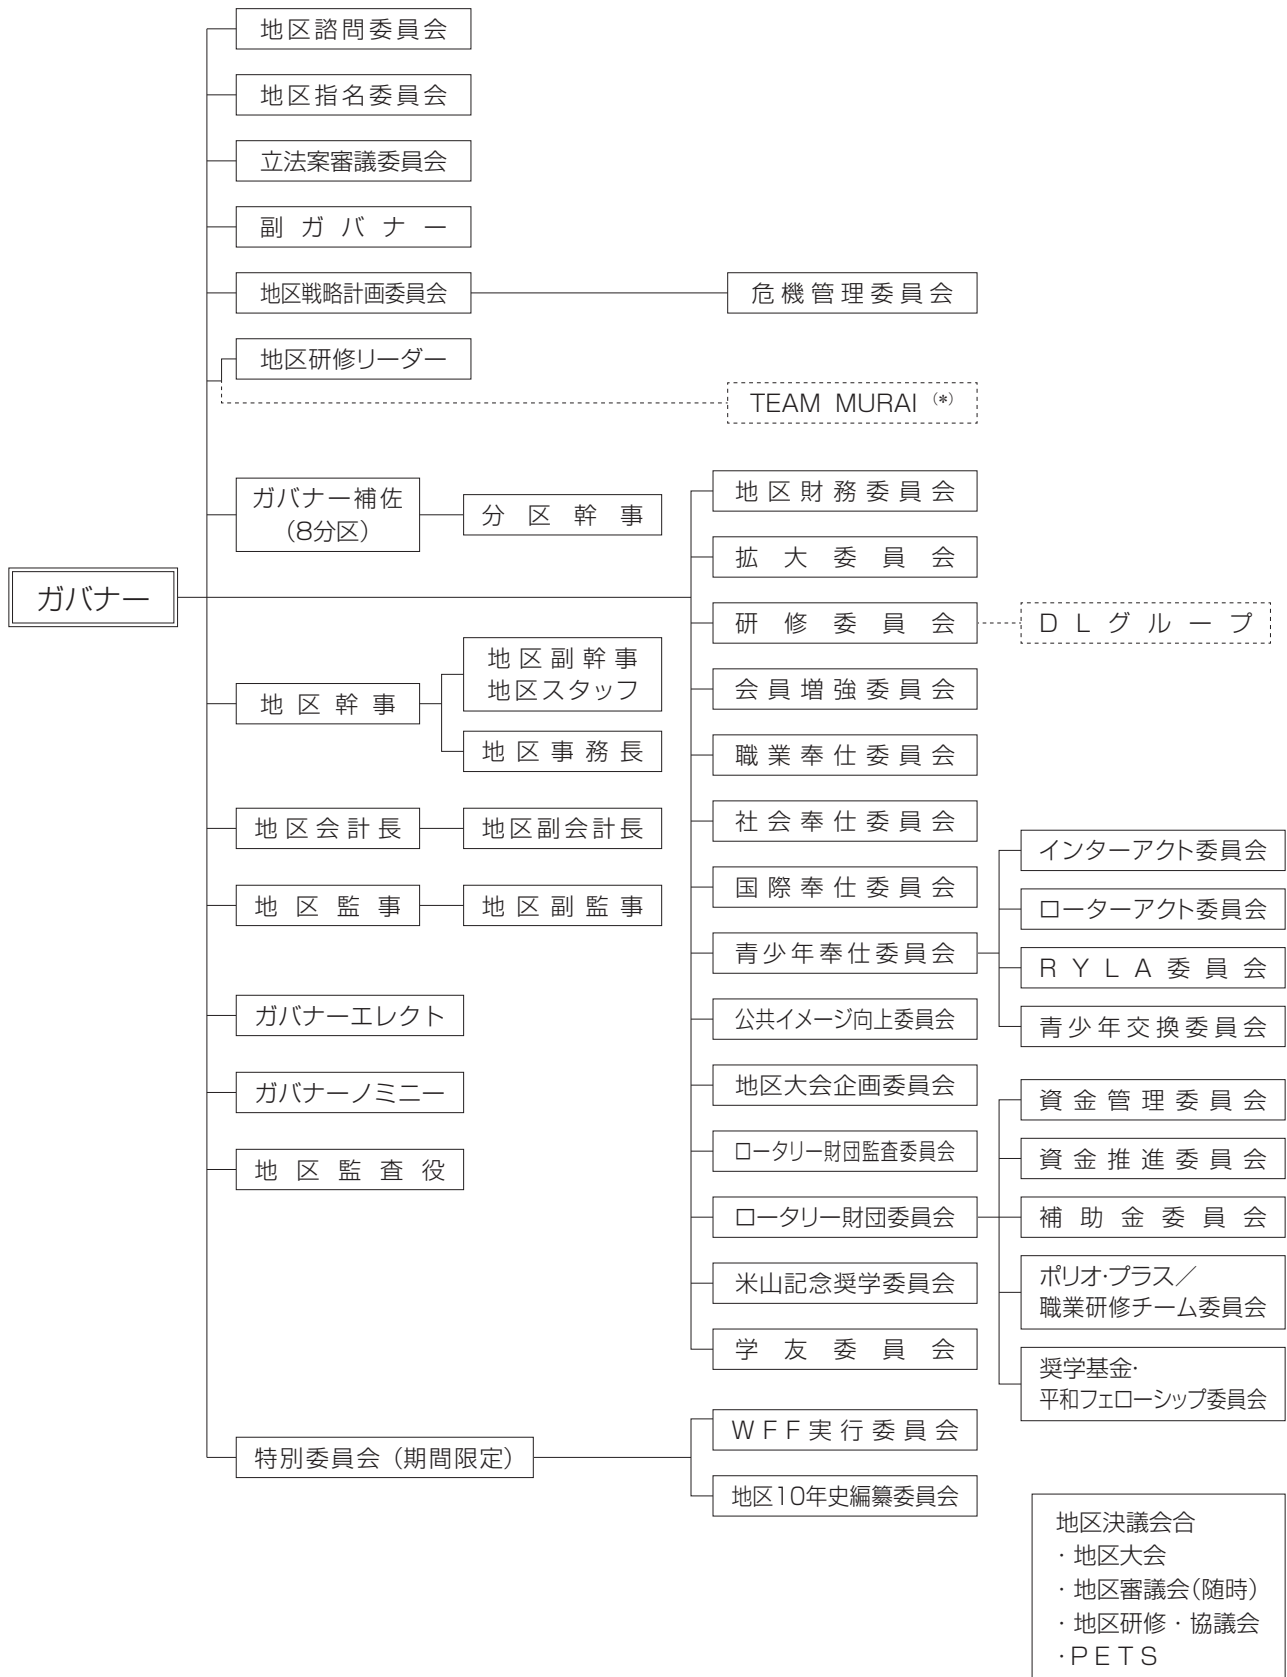 地区諮問委員会
地区指名委員会
立法案審議委員会
副ガバナー
地区戦略計画委員会
危機管理委員会
地区研修リーダー
TEAM MURAI (*)
ガバナー補佐
(8分区)
分区幹事
ガバナー
地区幹事
地区副幹事
地区スタッフ
地区事務長
地区会計長
地区副会計長
地区監事
地区副監事
ガバナーエレクト
ガバナーノミニー
地区監査役
地区財務委員会
拡大委員会
研修委員会
DLグループ
会員増強委員会
職業奉仕委員会
社会奉仕委員会
国際奉仕委員会
青少年奉仕委員会
インターアクト委員会
ローターアクト委員会
RYLA委員会
青少年交換委員会
公共イメージ向上委員会
地区大会企画委員会
ロータリー財団監査委員会
ロータリー財団委員会
資金管理委員会
資金推進委員会
補助金委員会
ポリオ・プラス／
職業研修チーム委員会
奨学基金・
平和フェローシップ委員会
米山記念奨学委員会
学友委員会
特別委員会（期間限定）
WFF実行委員会
地区10年史編纂委員会
地区決議会合
・地区大会
・地区審議会(随時)
・地区研修・協議会
・PETS